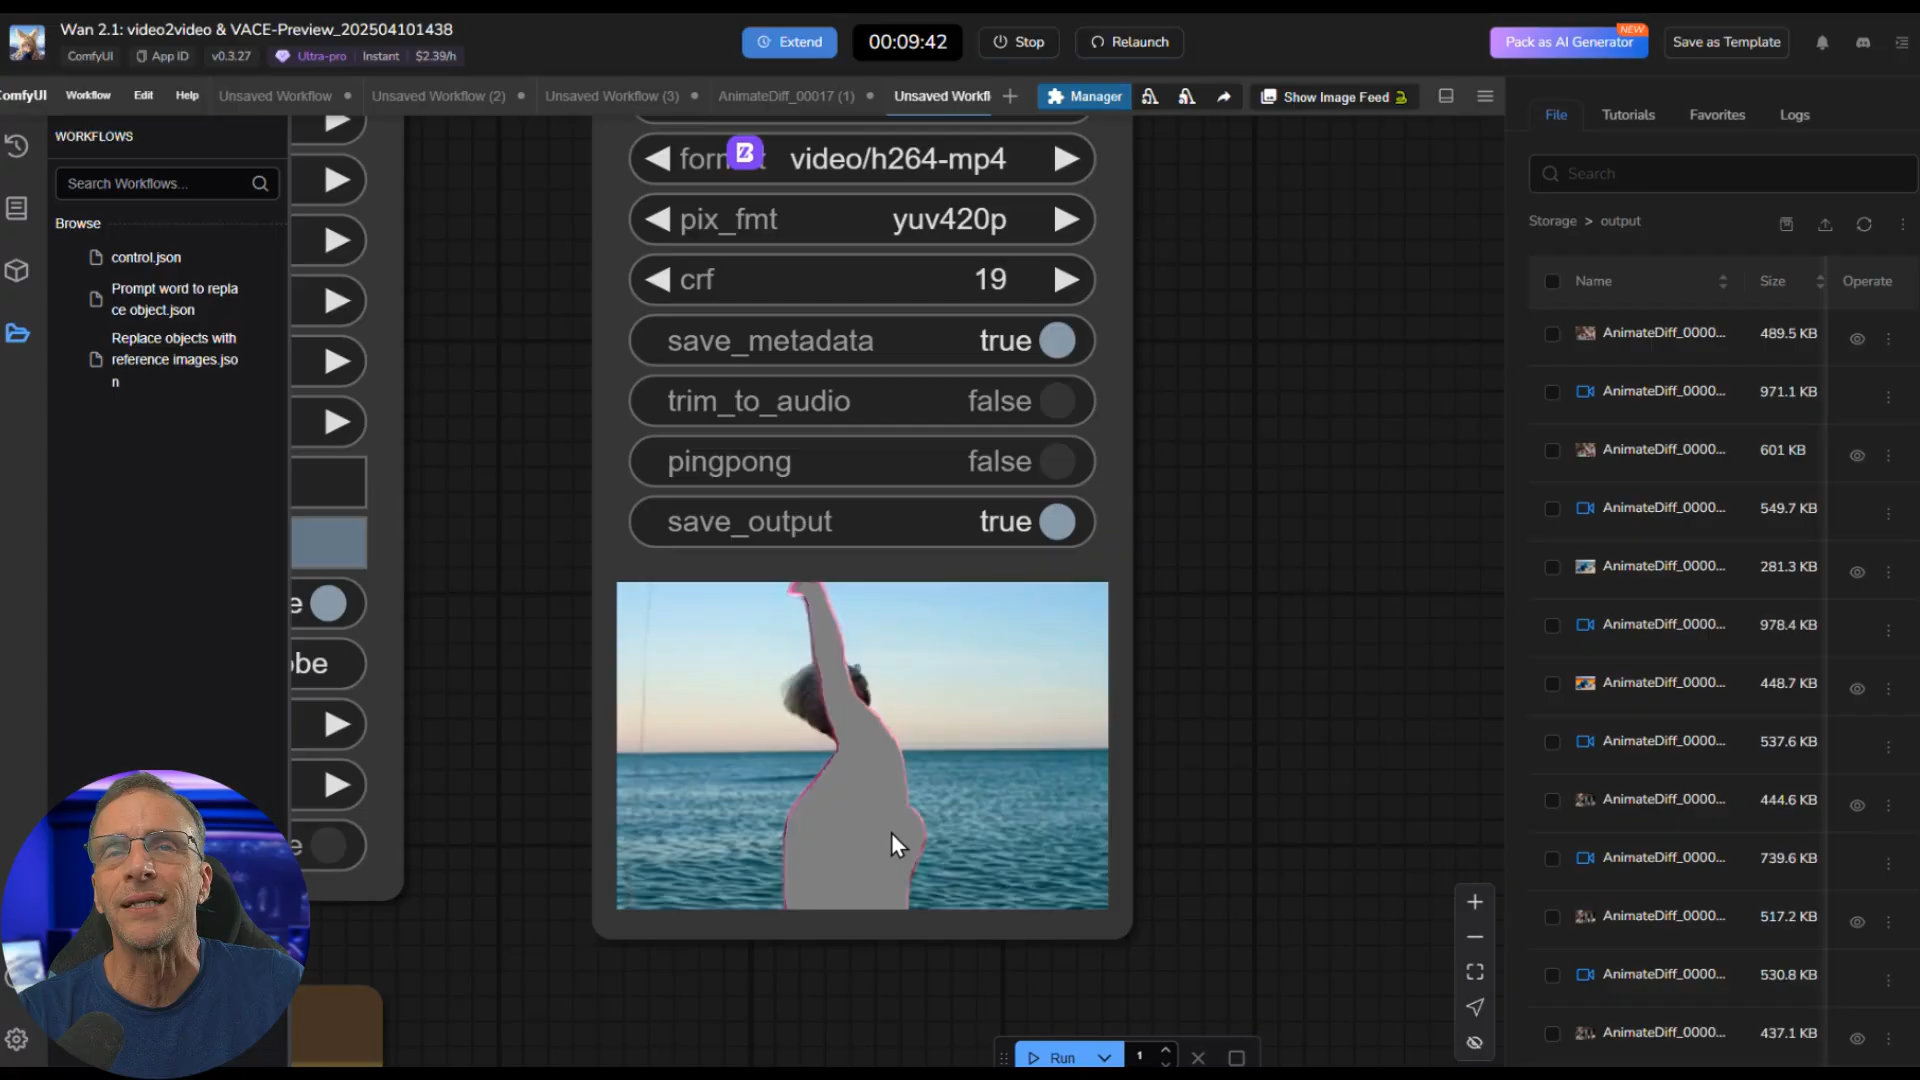 Wan 2.1: video2video & VACE-Preview_202504101438
ComfyUI
App ID
v0.3.27
Ultra-pro
Instant
$2.39/h
Extend
00:09:42
Stop
Relaunch
NEW
Pack as AI Generator
Save as Template
ComfyUI
Workflow
Edit
Help
Unsaved Workflow
Unsaved Workflow (2)
Unsaved Workflow (3)
AnimateDiff_00017 (1)
Unsaved Workfl
Manager
Show Image Feed
File
Tutorials
Favorites
Logs
WORKFLOWS
Search Workflows...
Browse
control.json
Prompt word to repla
ce object.json
Replace objects with
reference images.jso
n
e
obe
e
video/h264-mp4
pix_fmt
yuv420p
crf
19
save_metadata
true
trim_to_audio
false
pingpong
false
save_output
true
Search
Storage > output
Name
Size
Operate
AnimateDiff_0000... 489.5 KB
AnimateDiff_0000... 971.1 KB
AnimateDiff_0000... 601 KB
AnimateDiff_0000... 549.7 KB
AnimateDiff_0000... 281.3 KB
AnimateDiff_0000... 978.4 KB
AnimateDiff_0000... 448.7 KB
AnimateDiff_0000... 537.6 KB
AnimateDiff_0000... 444.6 KB
AnimateDiff_0000... 739.6 KB
AnimateDiff_0000... 517.2 KB
AnimateDiff_0000... 530.8 KB
AnimateDiff_0000... 437.1 KB
Run
1